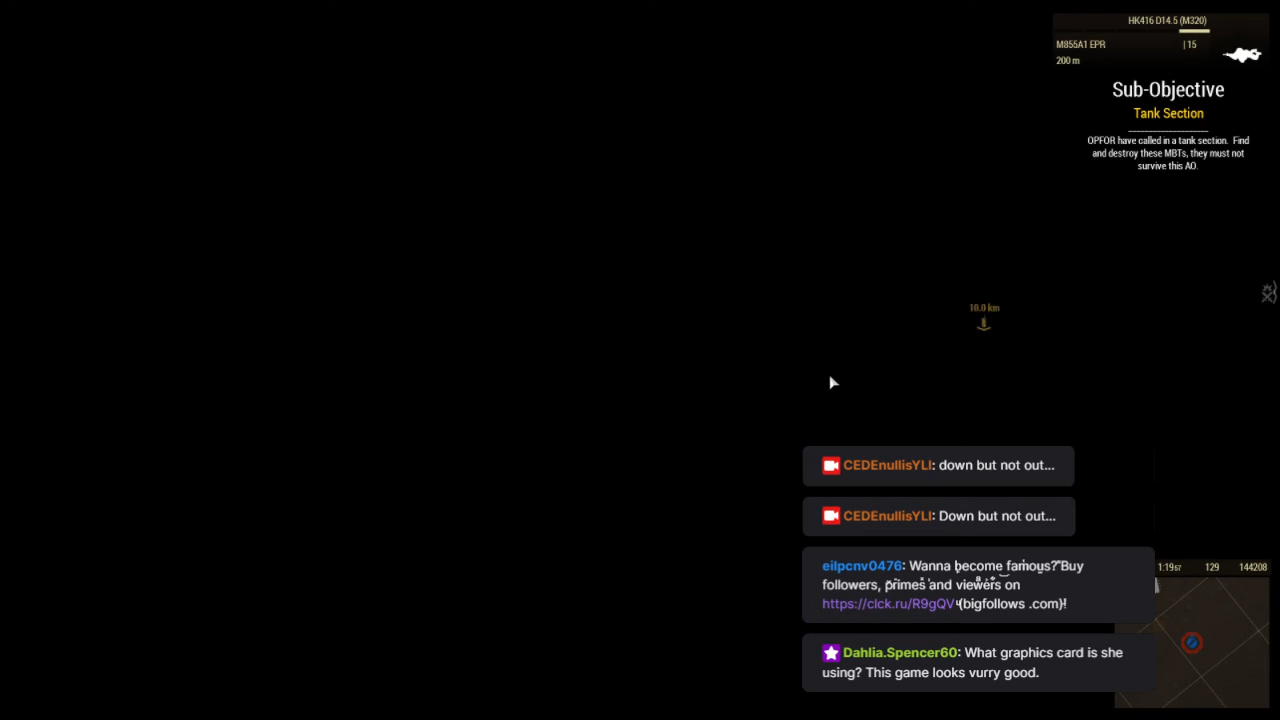 HK416 D14.5 (M320)
M855A1 EPR | 15
200 m
Sub-Objective
Tank Section
OPFOR have called in a tank section. Find
and destroy these MBTs, they must not
survive this AO.
10.0 km
CEDEnullisYLI: down but not out...
CEDEnullisYLI: Down but not out...
eilpcnv0476: Wanna become famous? Buy
followers, primes and viewers on
https://clck.ru/R9gQV (bigfollows .com)!
1:19:57 129 144208
Dahlia.Spencer60: What graphics card is she
using? This game looks vurry good.